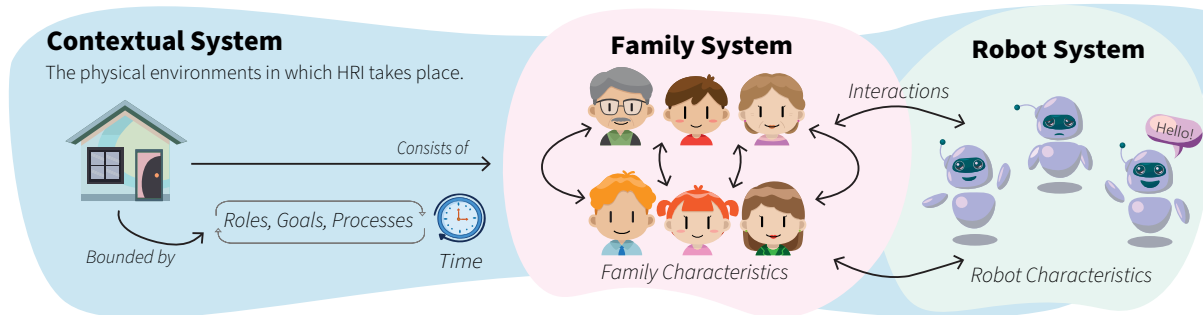 Contextual System
The physical environments in which HRI takes place.
Consists of
Roles, Goals, Processes
Bounded by
Time
Family System
Family Characteristics
Interactions
Robot System
Hello!
Robot Characteristics